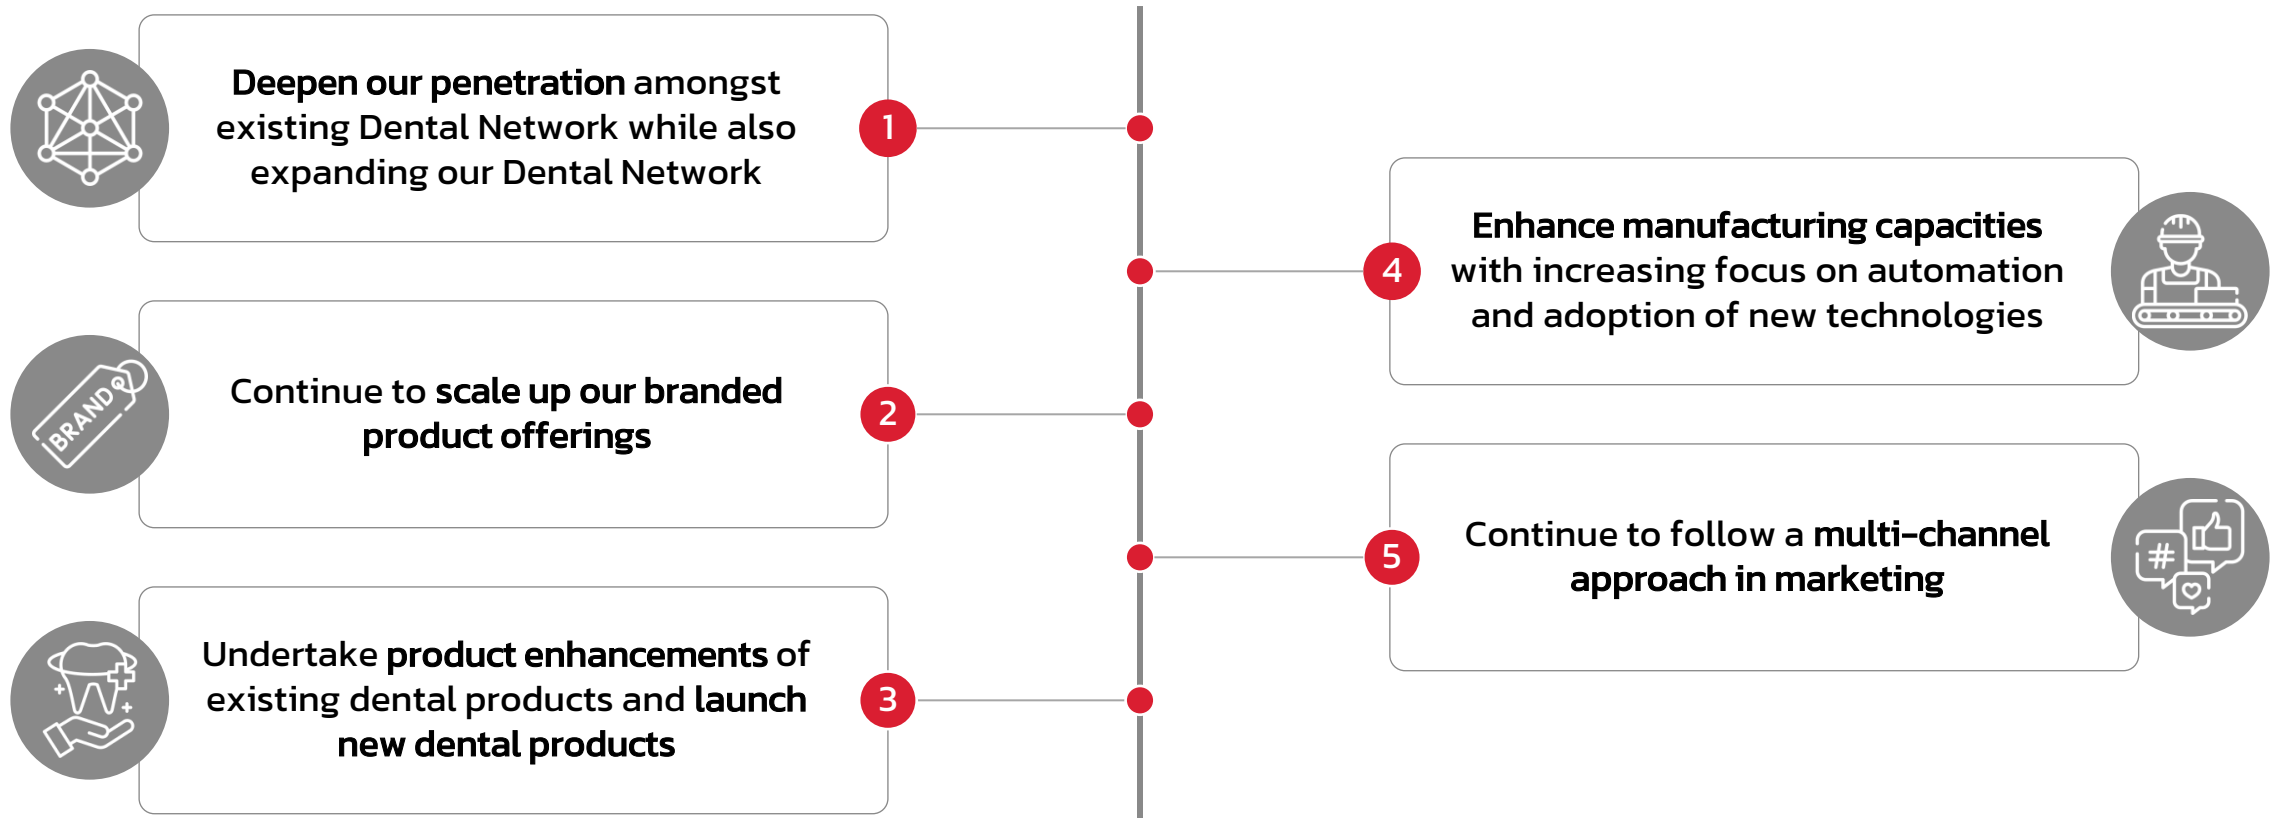 Deepen our penetration amongst
existing Dental Network while also
expanding our Dental Network
1
BRAND
Continue to scale up our branded
product offerings
2
Undertake product enhancements of
existing dental products and launch
new dental products
3
4
Enhance manufacturing capacities
with increasing focus on automation
and adoption of new technologies
5
Continue to follow a multi-channel
approach in marketing
#